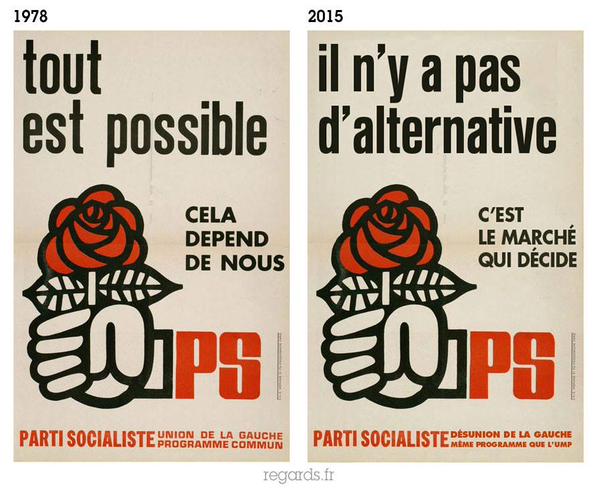 1978
tout
est possible
CELA
DEPEND
DE NOUS
PS
PARTI SOCIALISTE UNION DE LA GAUCHE
PROGRAMME COMMUN
2015
il n'y a pas
d'alternative
C'EST
LE MARCHÉ
QUI DÉCIDE
PS
PARTI SOCIALISTE DÉSUNION DE LA GAUCHE
MÊME PROGRAMME QUE L'UMP
regards.fr